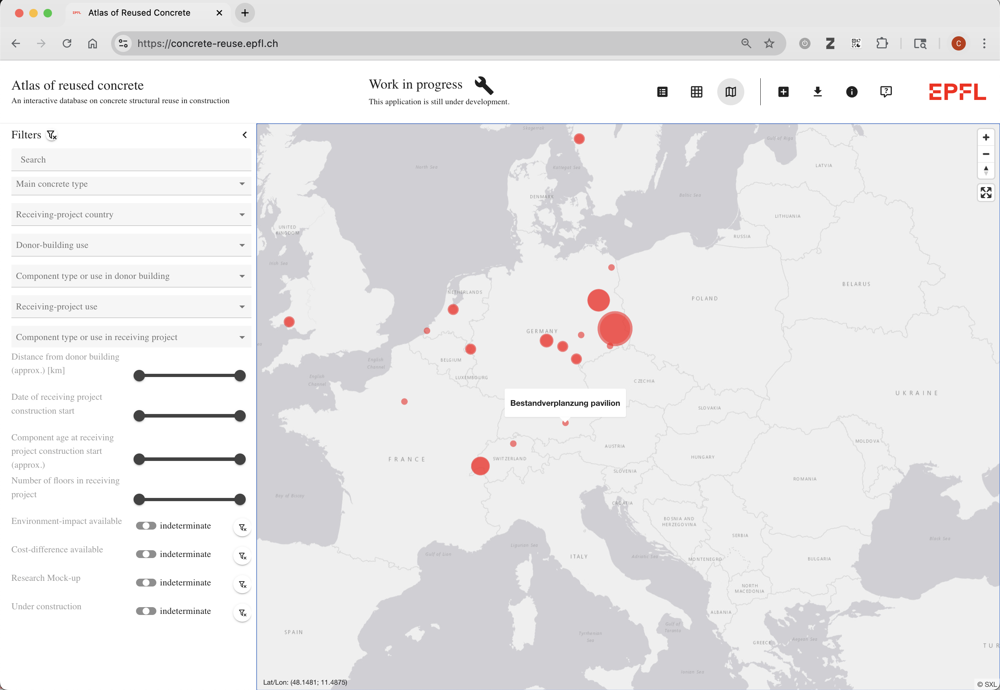 EPFL Atlas of Reused Concrete
https://concrete-reuse.epfl.ch
C
Atlas of reused concrete
An interactive database on concrete structural reuse in construction
Work in progress
This application is still under development.
EPFL
Filters
Search
Main concrete type
Receiving-project country
Donor-building use
Component type or use in donor building
Receiving-project use
Component type or use in receiving project
Distance from donor building
(approx.) [km]
Date of receiving project
construction start
Component age at receiving
project construction start
(approx.)
Number of floors in receiving
project
Environment-impact available
indeterminate
Cost-difference available
indeterminate
Research Mock-up
indeterminate
Under construction
indeterminate
Skagerrak
Gulf of Riga
North Sea
Kattegat Sea
LATVIA
DENMARK
Baltic Sea
LITHUANIA
UNITED
KINGDOM
RUSSIA
Irish Sea
BELARUS
NETHERLANDS
POLAND
GERMANY
ea
English
Channel
BELGIUM
English
Channel
LUXEMBOURG
CZECHIA
UKRAINE
Bestandverplanzung pavilion
SLOVAKIA
MOLDOVA
AUSTRIA
FRANCE
SWITZERLAND
HUNGARY
SLOVENIA
ROMANIA
Bay of Biscay
CROATIA
BOSNIA AND
HERZEGOVINA
SERBIA
Black Sea
Ligurian Sea
Gulf of Lion
ITALY
Adriatic Sea
MONTENEGRO
BULGARIA
NORTH
MACEDONIA
ALBANIA
Gulf of
Taranto
SPAIN
Tyrrhenian
Sea
Aegean Sea
GREECE
TUR
Ionian Sea
Lat/Lon: (48.1481; 11.4875)
© SXL